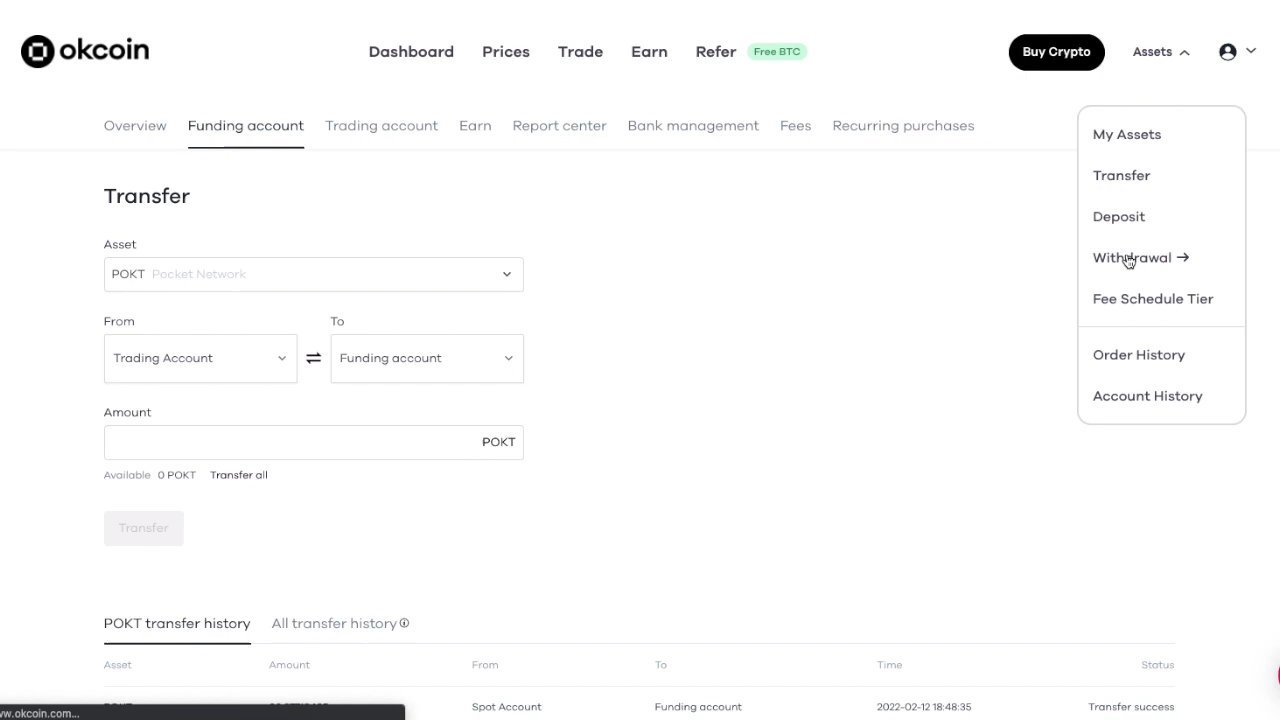 okcoin Dashboard Prices Trade Earn Refer Free BTC Buy Crypto Assets
Overview Funding account Trading account Earn Report center Bank management Fees Recurring purchases
My Assets
Transfer
Deposit
Withdrawal →
Fee Schedule Tier
Order History
Account History
Transfer
Asset
POKT Pocket Network
From To
Trading Account Funding account
Amount
POKT
Available 0 POKT Transfer all
Transfer
POKT transfer history All transfer history
Asset Amount From To Time Status
Spot Account Funding account 2022-02-12 18:48:35 Transfer success
ww.okcoin.com...